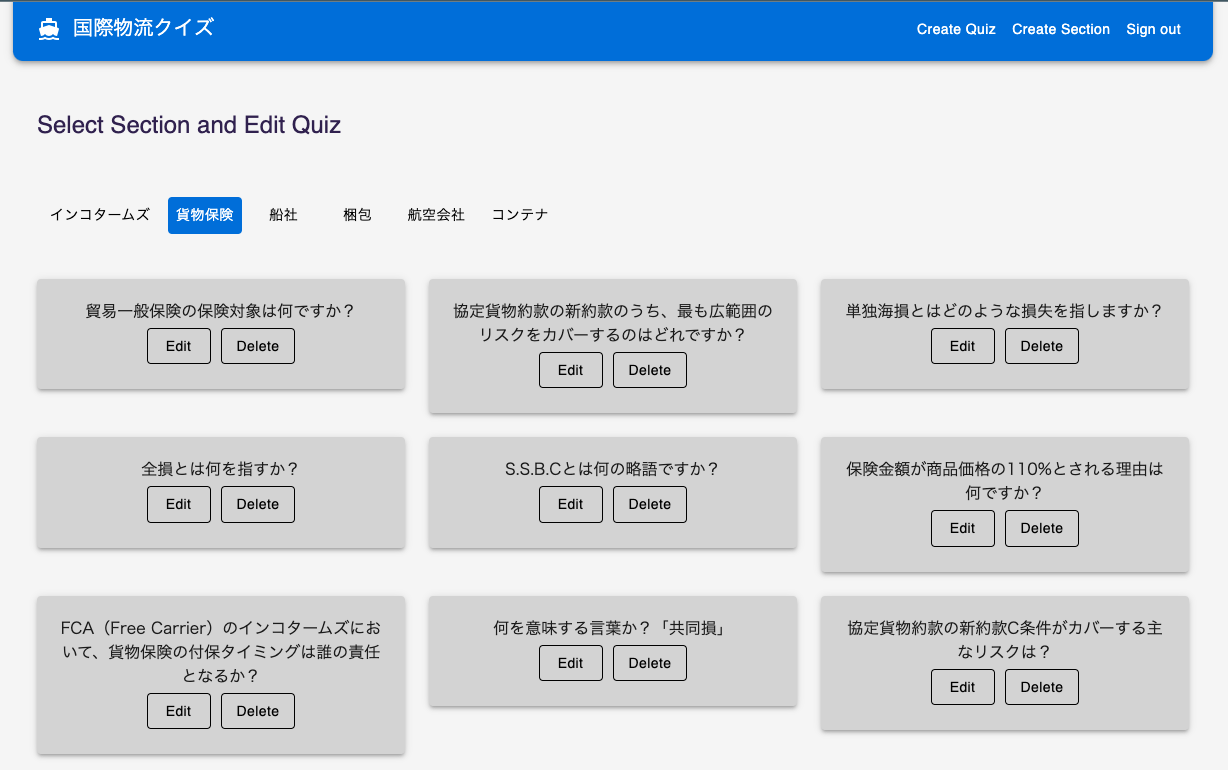 国際物流クイズ
Create Quiz Create Section Sign out
Select Section and Edit Quiz
インコタームズ 貨物保険 船社 梱包 航空会社 コンテナ
貿易一般保険の保険対象は何ですか？
Edit Delete
協定貨物約款の新約款のうち、最も広範囲の
リスクをカバーするのはどれですか？
Edit Delete
単独海損とはどのような損失を指しますか？
Edit Delete
全損とは何を指すか？
Edit Delete
S.S.B.Cとは何の略語ですか？
Edit Delete
保険金額が商品価格の110%とされる理由は
何ですか？
Edit Delete
FCA（Free Carrier）のインコタームズにお
いて、貨物保険の付保タイミングは誰の責任
となるか？
Edit Delete
何を意味する言葉か？「共同損」
Edit Delete
協定貨物約款の新約款C条件がカバーする主
なリスクは？
Edit Delete